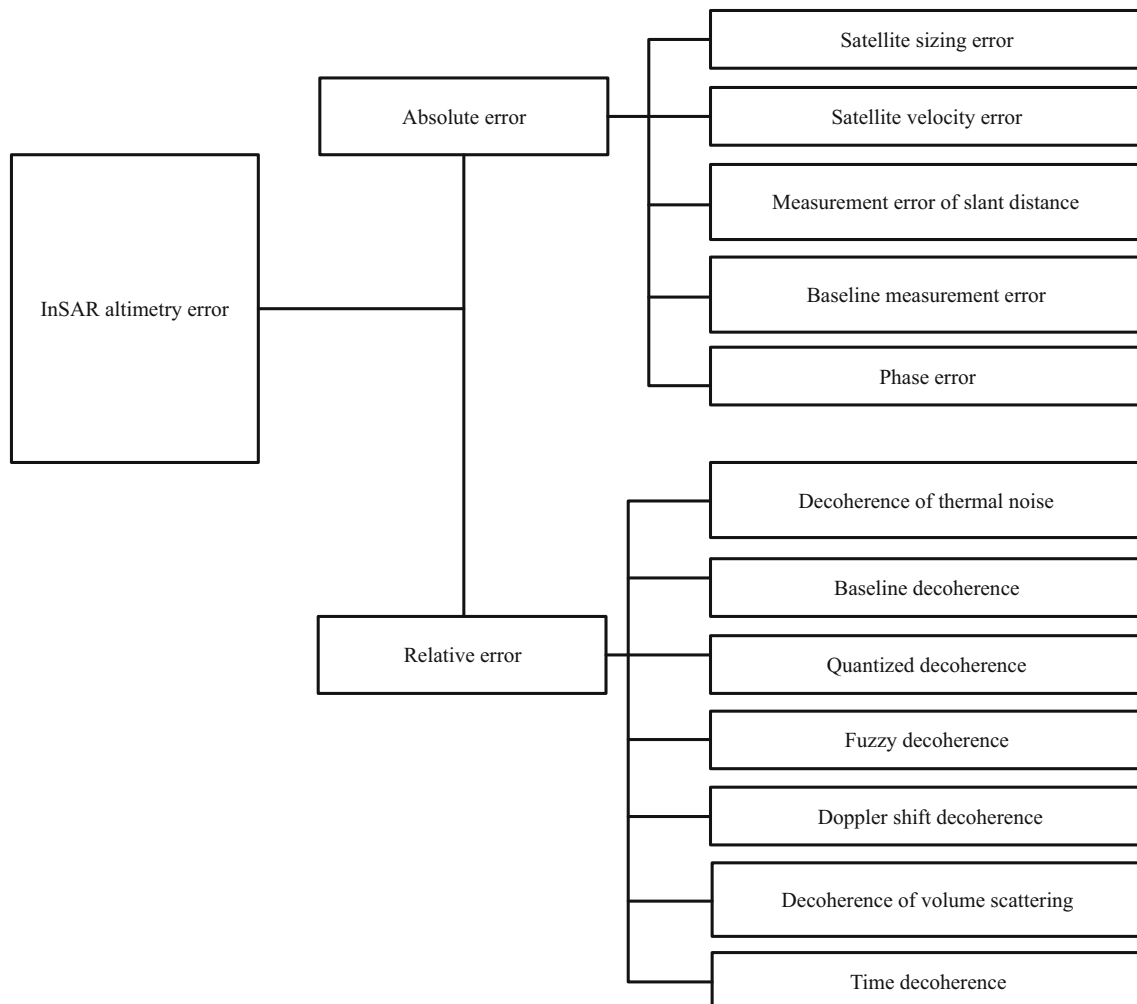 InSAR altimetry error
Absolute error
Satellite sizing error
Satellite velocity error
Measurement error of slant distance
Baseline measurement error
Phase error
Relative error
Decoherence of thermal noise
Baseline decoherence
Quantized decoherence
Fuzzy decoherence
Doppler shift decoherence
Decoherence of volume scattering
Time decoherence